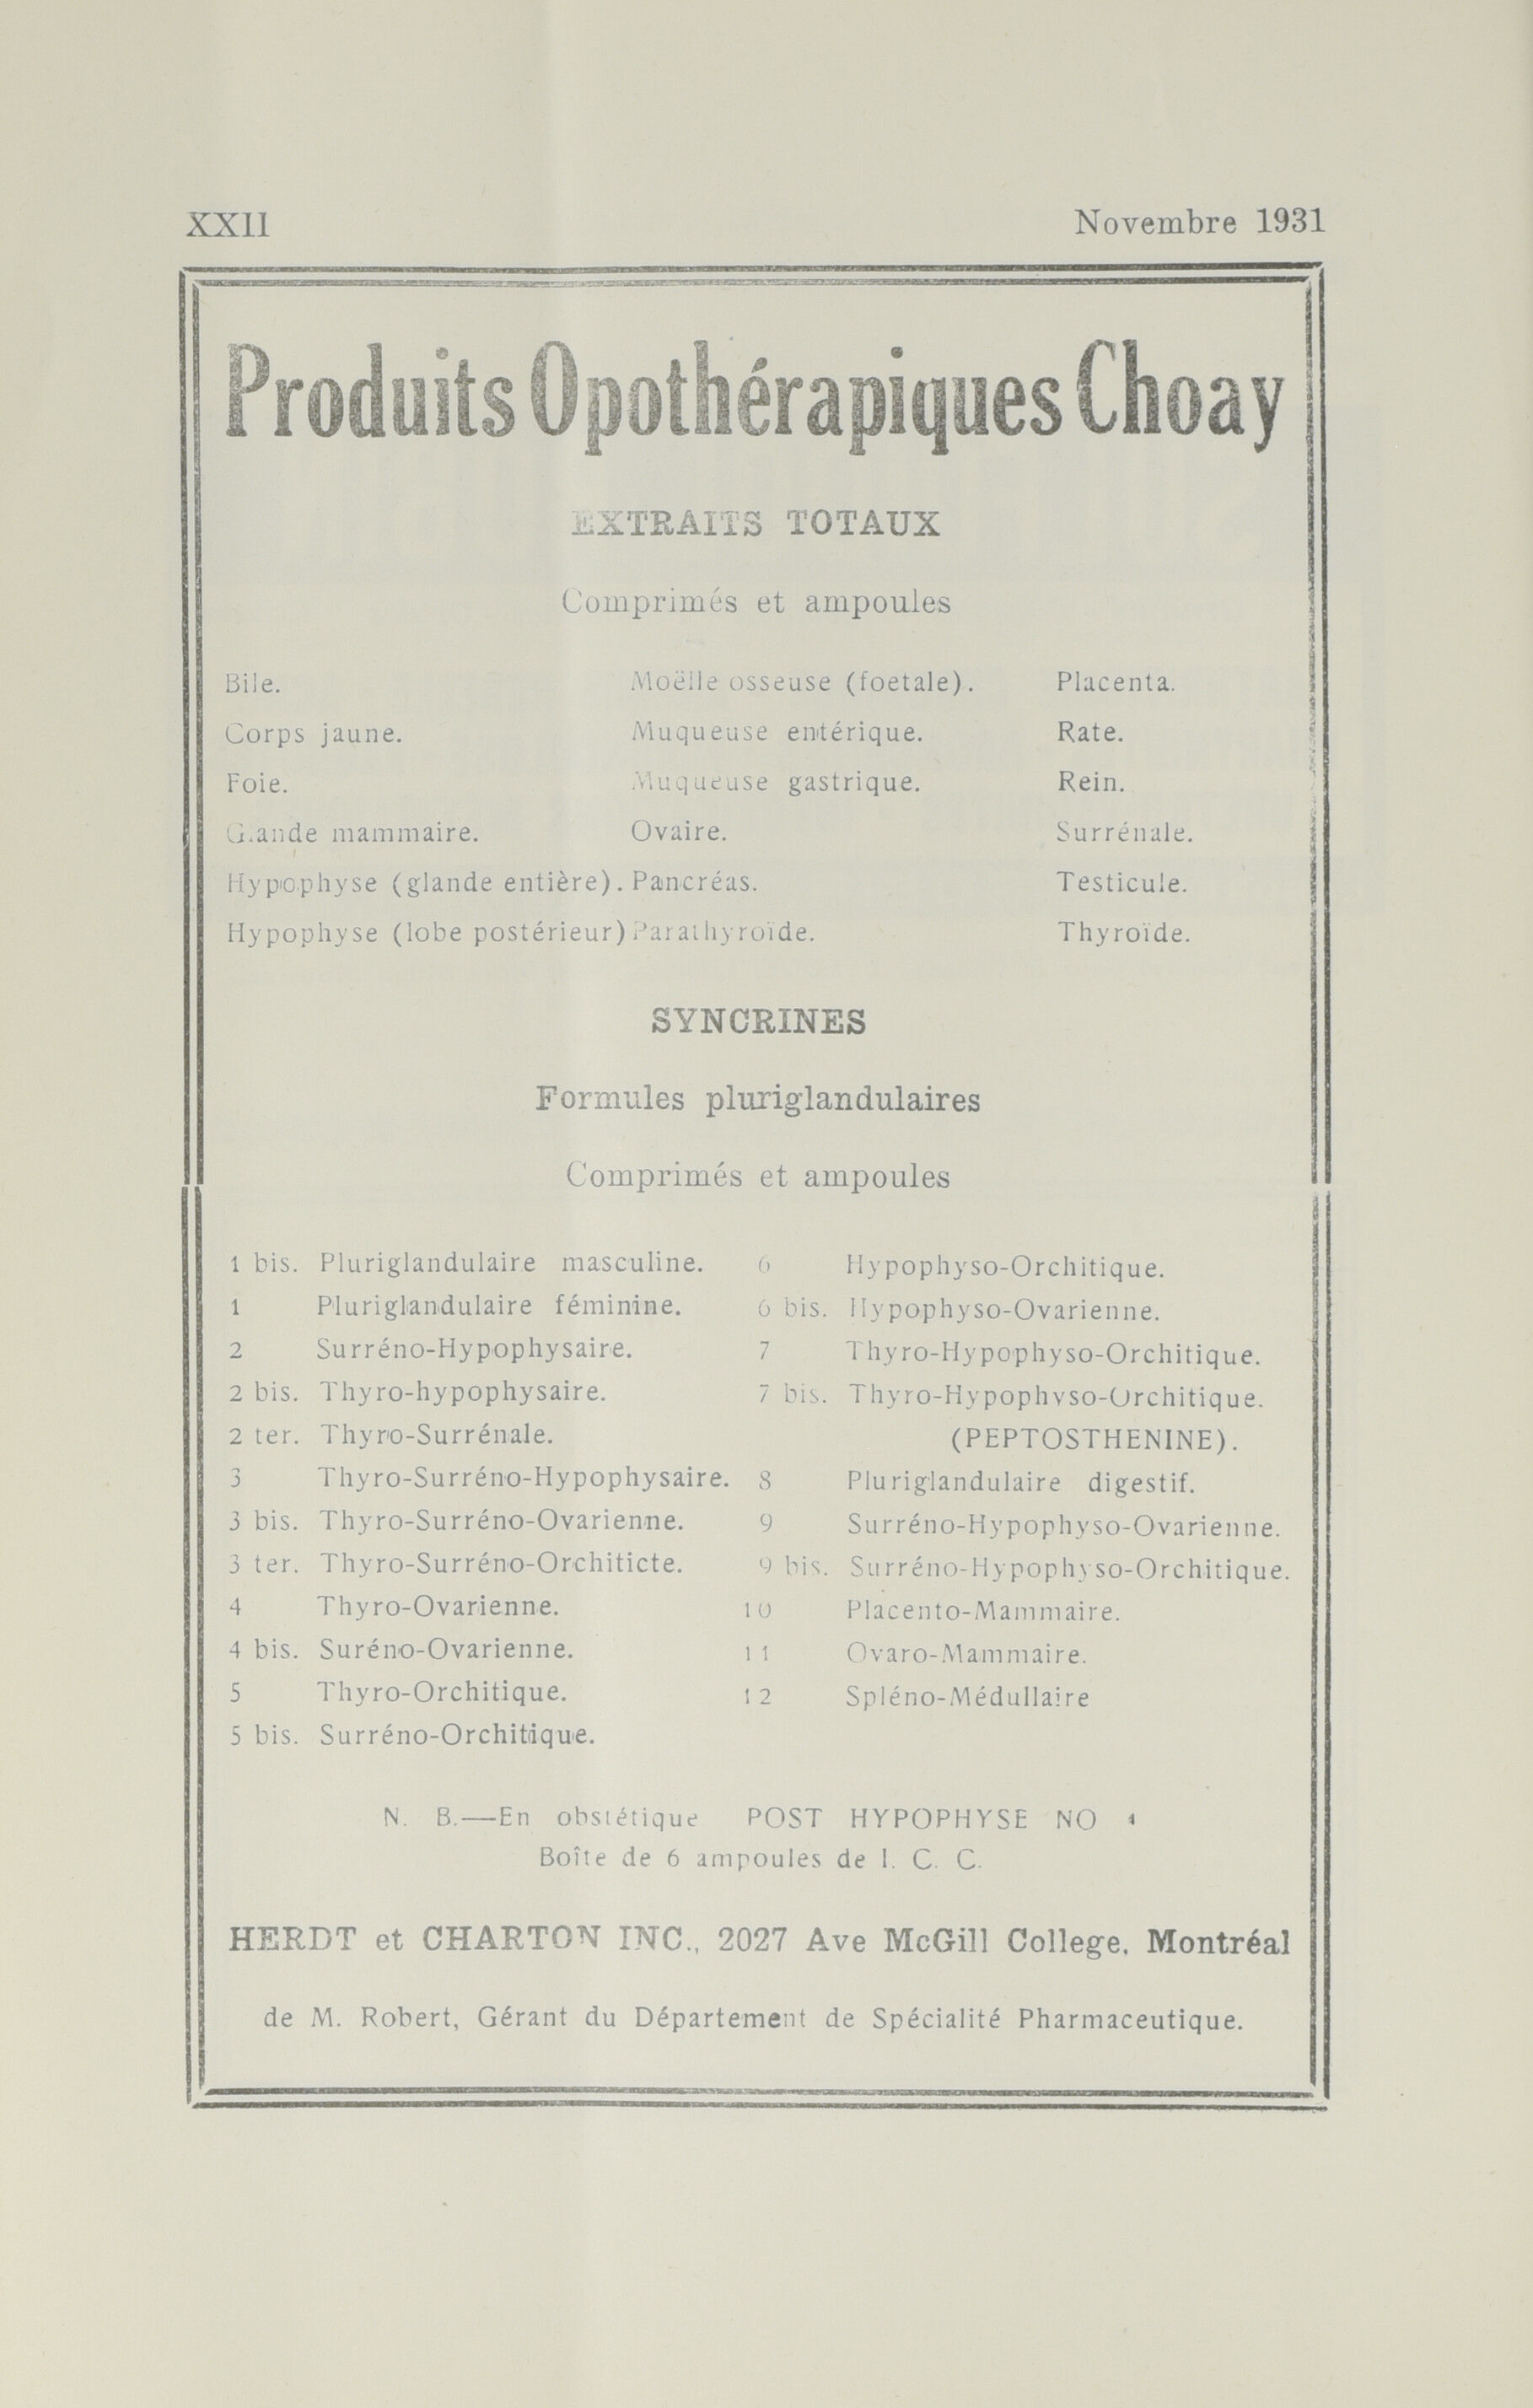 XXII Novembre 1931
Produits Opothérapiques Choay
EXTRAITS TOTAUX
Comprimés et ampoules
Bile. Moëlle osseuse (foetale). Placenta.
Corps jaune. Muqueuse entérique. Rate.
Foie. Muqueuse gastrique. Rein.
Glande mammaire. Ovaire. Surrénale.
Hypophyse (glande entière). Pancréas. Testicule.
Hypophyse (lobe postérieur) Parathyroïde. Thyroïde.
SYNCRINES
Formules pluriglandulaires
Comprimés et ampoules
1 bis. Pluriglandulaire masculine. 6 Hypophyso-Orchitique.
1 Pluriglandulaire féminine. 6 bis. Hypophyso-Ovarienne.
2 Surréno-Hypophysaire. 7 Thyro-Hypophyso-Orchitique.
2 bis. Thyro-hypophysaire. 7 bis. Thyro-Hypophyso-Orchitique.
2 ter. Thyro-Surrénale. (PEPTOSTHENINE).
3 Thyro-Surréno-Hypophysaire. 8 Pluriglandulaire digestif.
3 bis. Thyro-Surréno-Ovarienne. 9 Surréno-Hypophyso-Ovarienne.
3 ter. Thyro-Surréno-Orchiticte. 9 bis. Surréno-Hypophyso-Orchitique.
4 Thyro-Ovarienne. 10 Placento-Mammaire.
4 bis. Suréno-Ovarienne. 11 Ovaro-Mammaire.
5 Thyro-Orchitique. 12 Spléno-Médullaire
5 bis. Surréno-Orchitique.
N. B.—En obstétique POST HYPOPHYSE NO 1
Boîte de 6 ampoules de I. C. C.
HERDT et CHARTON INC., 2027 Ave McGill College, Montréal
de M. Robert, Gérant du Département de Spécialité Pharmaceutique.